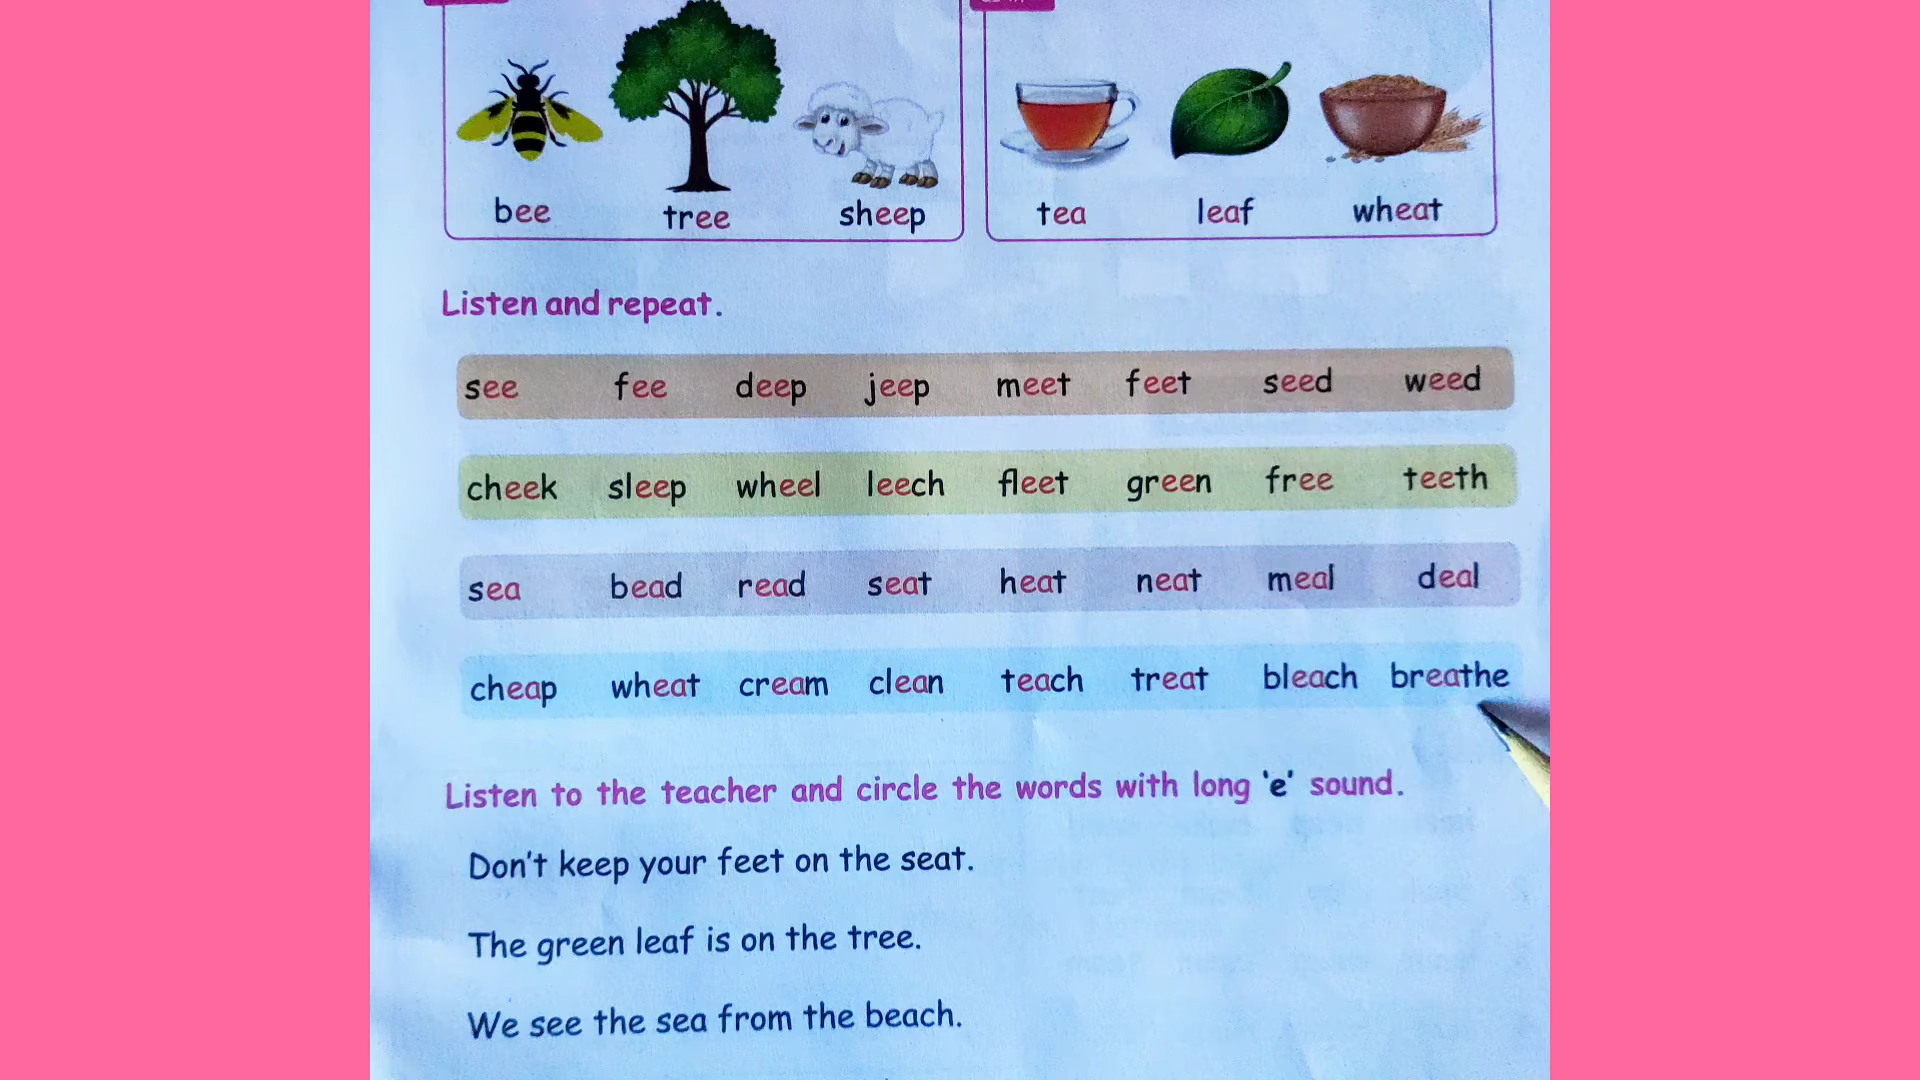 bee tree sheep tea leaf wheat
Listen and repeat.
see fee deep jeep meet feet seed weed
cheek sleep wheel leech fleet green free teeth
sea bead read seat heat neat meal deal
cheap wheat cream clean teach treat bleach breathe
Listen to the teacher and circle the words with long 'e' sound.
Don't keep your feet on the seat.
The green leaf is on the tree.
We see the sea from the beach.